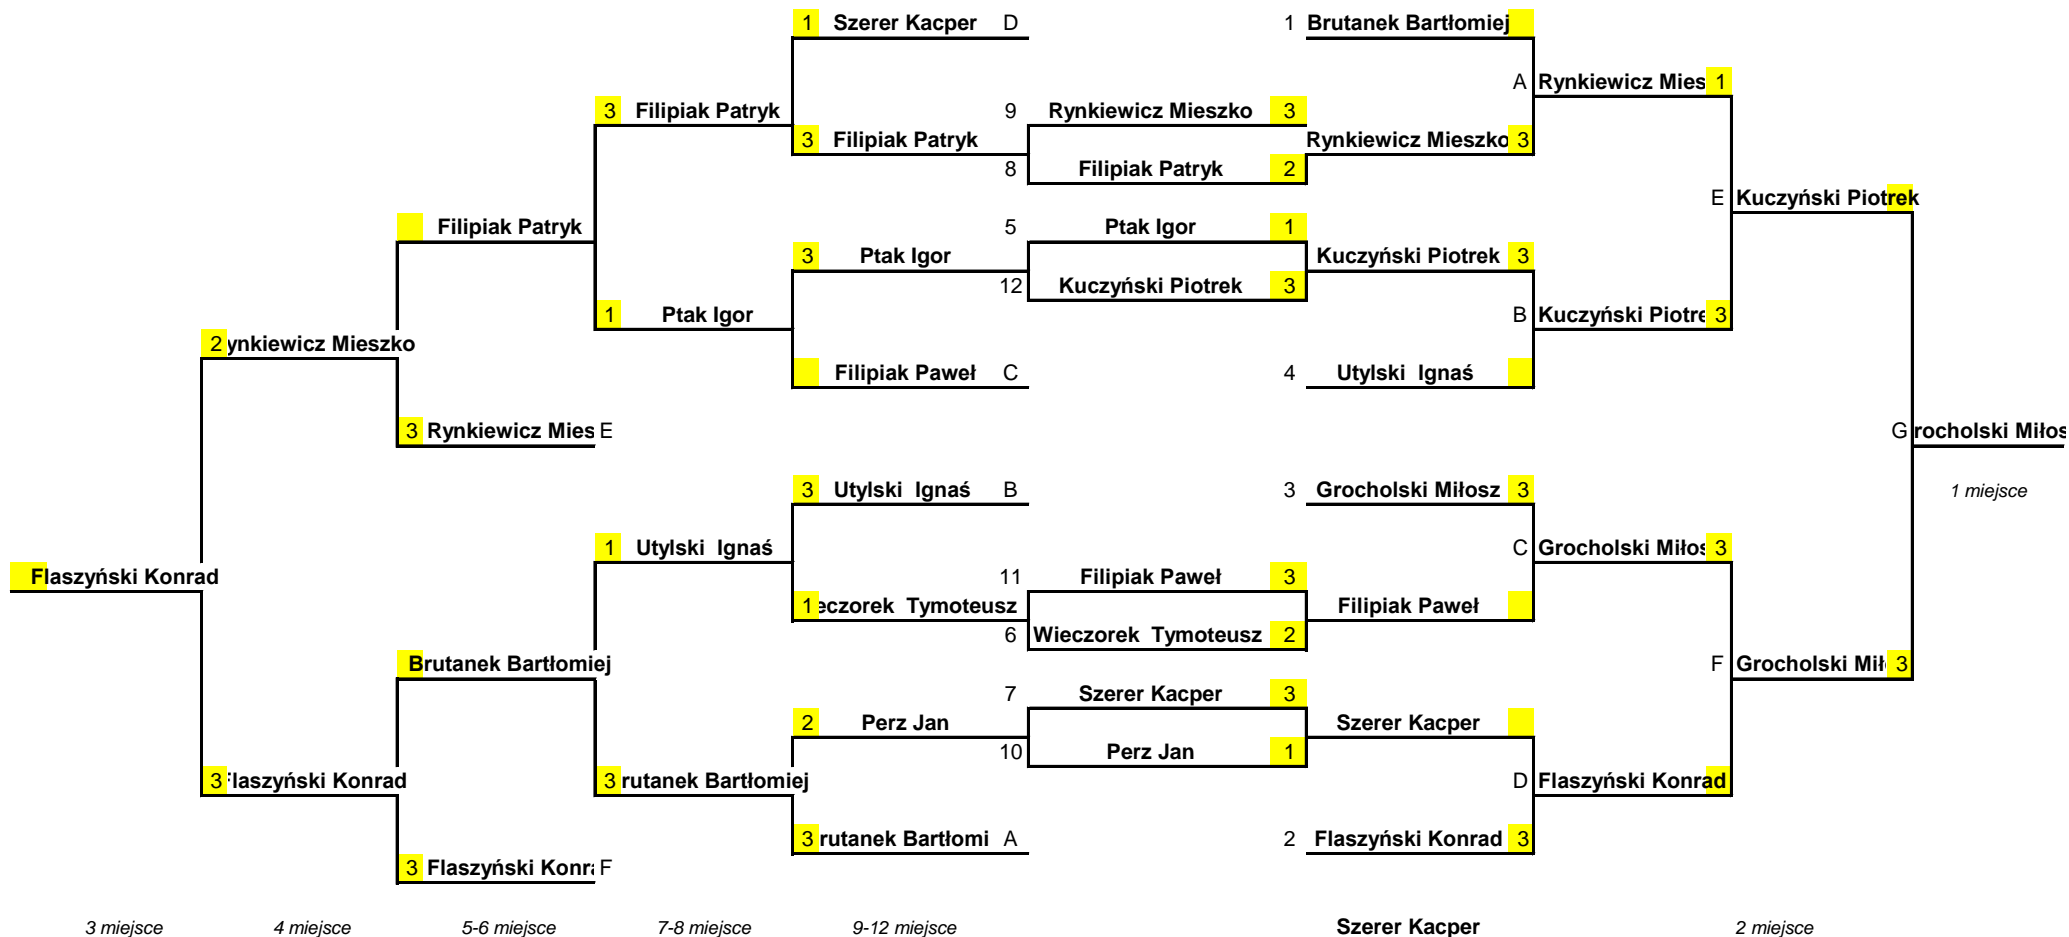 1 Szerer Kacper D 1 Brutanek Bartłomiej
A Rynkiewicz Mies 1
3 Filipiak Patryk 9 Rynkiewicz Mieszko 3
3 Filipiak Patryk Rynkiewicz Mieszko 3
8 Filipiak Patryk 2
E Kuczyński Piotrek
Filipiak Patryk 5 Ptak Igor 1
3 Ptak Igor Kuczyński Piotrek 3
12 Kuczyński Piotrek 3
1 Ptak Igor B Kuczyński Piotre 3
2 ynkiewicz Mieszko
Filipiak Paweł C 4 Utylski Ignaś
3 Rynkiewicz Mies E G rocholski Miłos
3 Utylski Ignaś B 3 Grocholski Miłosz 3 1 miejsce
1 Utylski Ignaś C Grocholski Miłos 3
Flaszyński Konrad 11 Filipiak Paweł 3
1 eczorek Tymoteusz Filipiak Paweł
6 Wieczorek Tymoteusz 2
Brutanek Bartłomiej F Grocholski Mił 3
7 Szerer Kacper 3
2 Perz Jan Szerer Kacper
10 Perz Jan 1
3 laszyński Konrad 3 rutanek Bartłomiej D Flaszyński Konrad
3 rutanek Bartłomi A 2 Flaszyński Konrad 3
3 Flaszyński Konra F
3 miejsce 4 miejsce 5-6 miejsce 7-8 miejsce 9-12 miejsce Szerer Kacper 2 miejsce